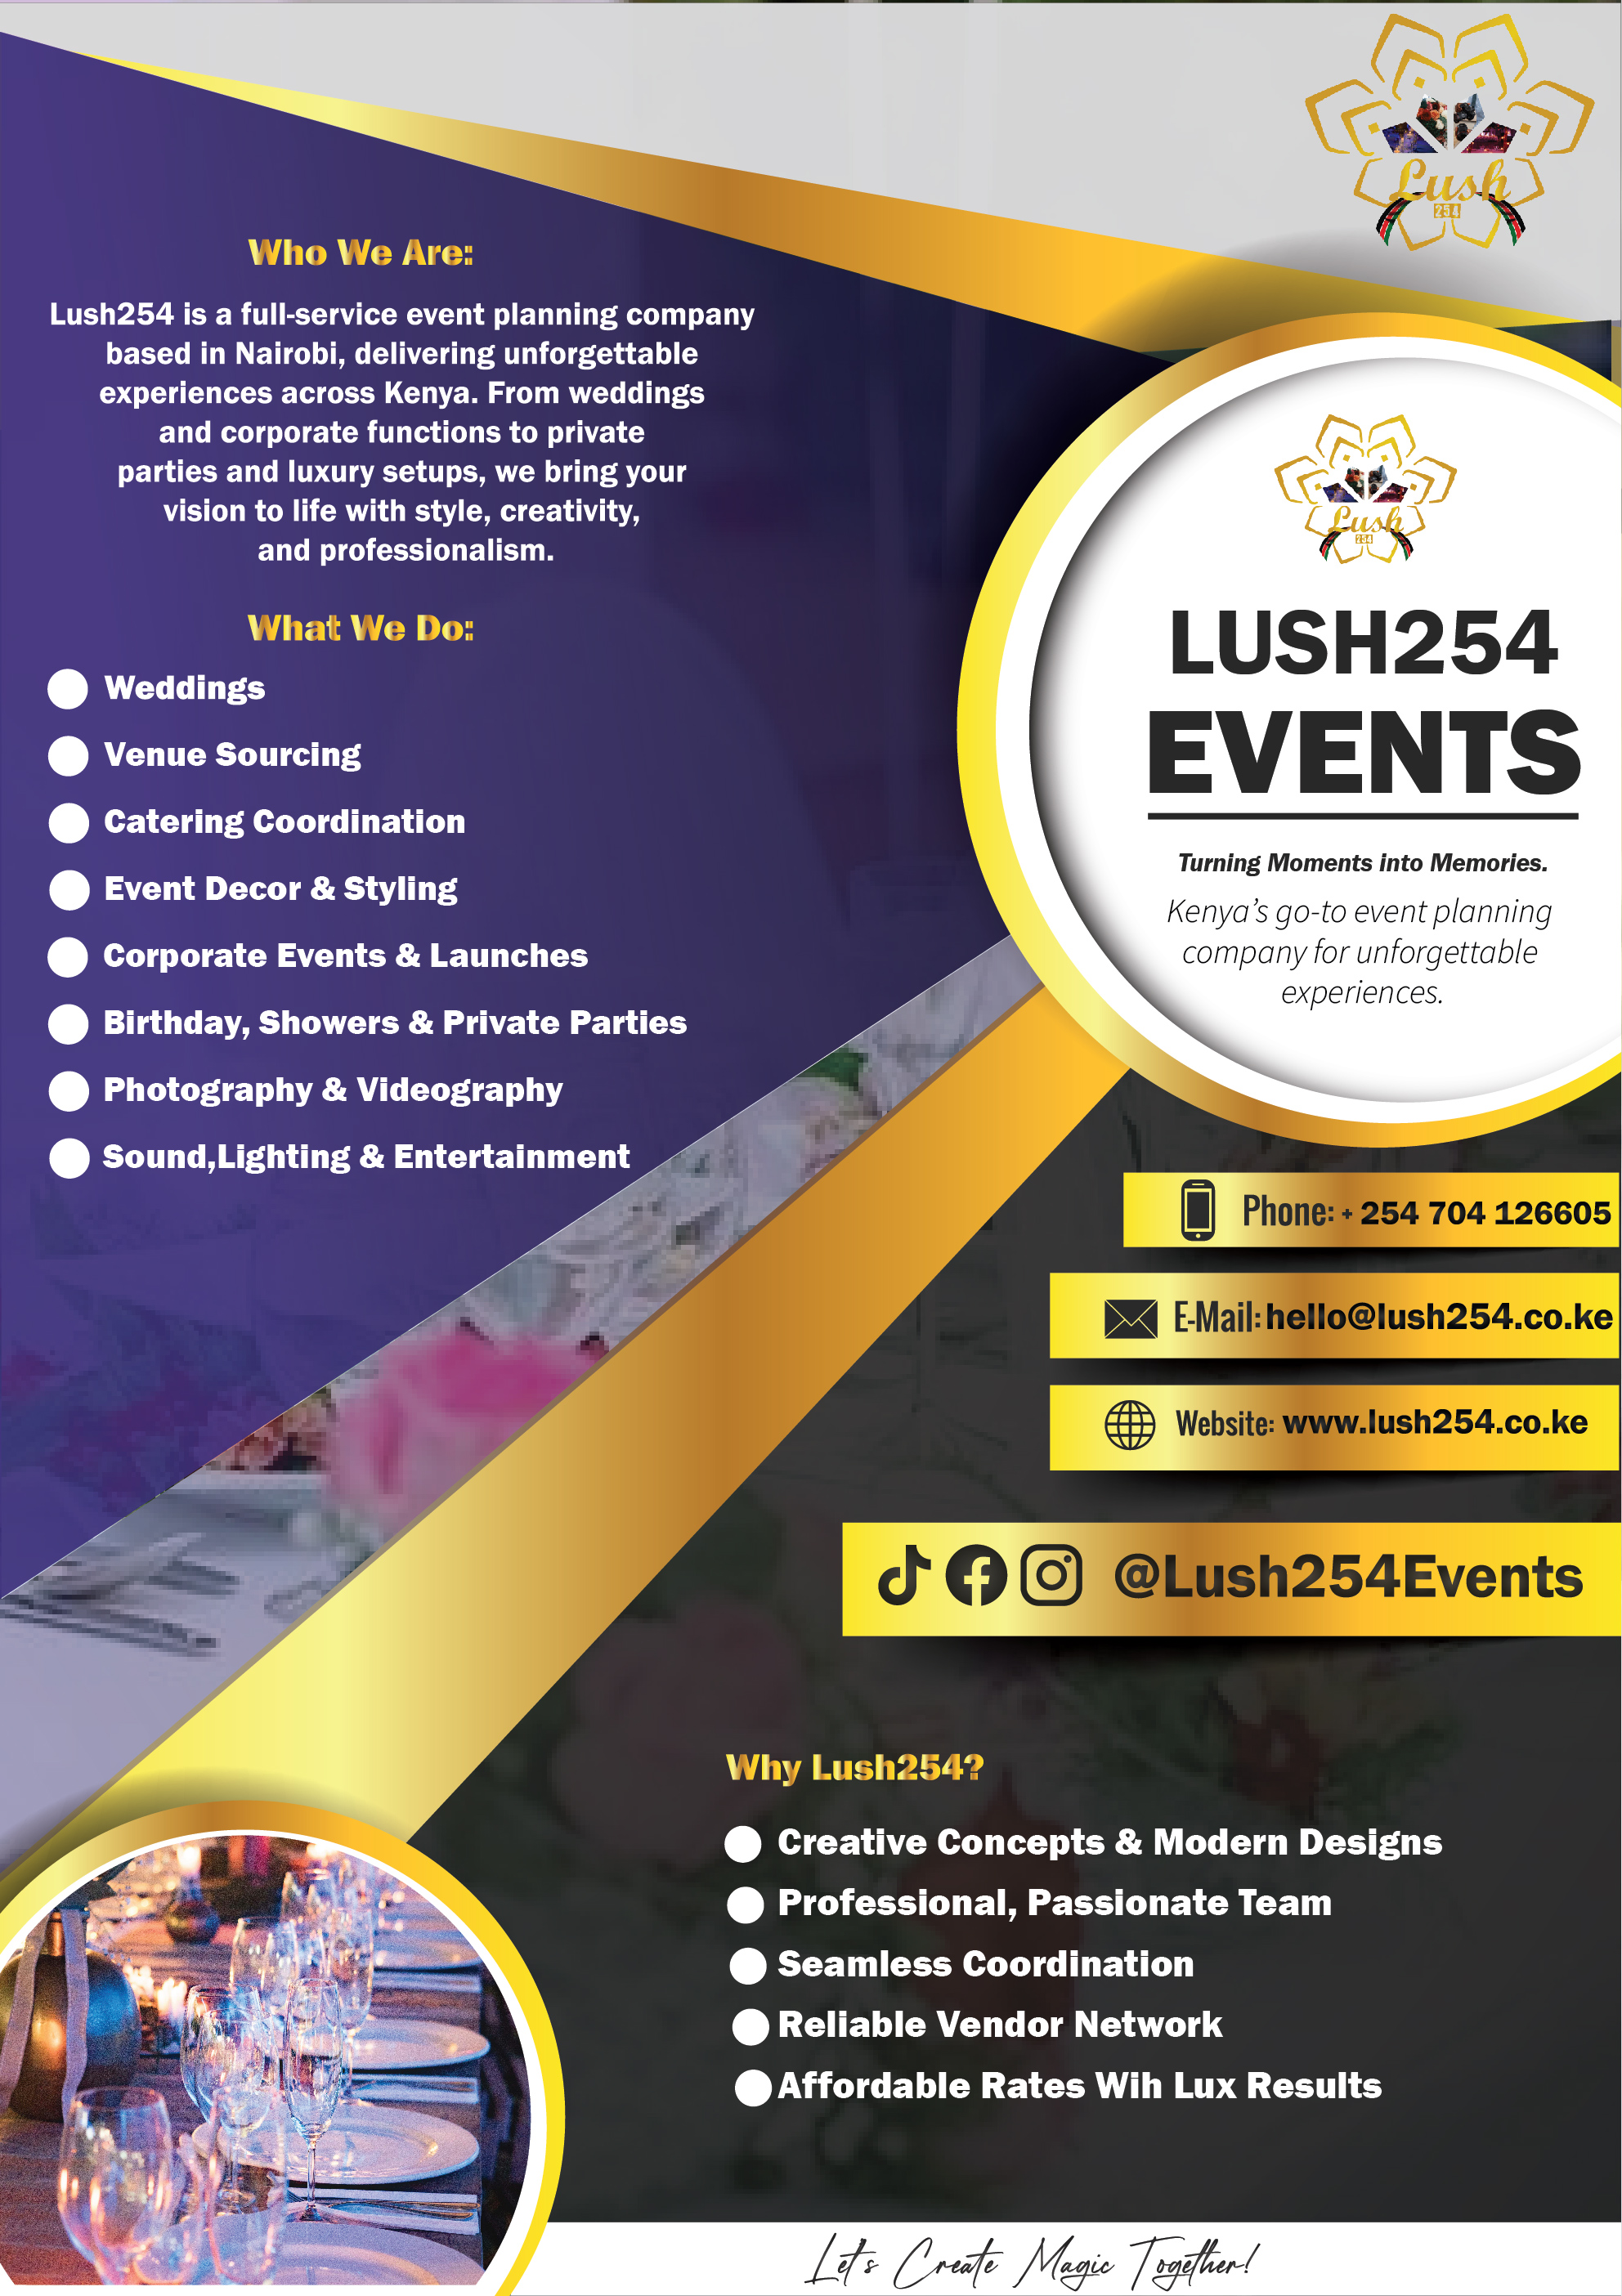 Lush
254
Who We Are:
Lush254 is a full-service event planning company
based in Nairobi, delivering unforgettable
experiences across Kenya. From weddings
and corporate functions to private
parties and luxury setups, we bring your
vision to life with style, creativity,
and professionalism.
What We Do:
Weddings
Venue Sourcing
Catering Coordination
Event Decor & Styling
Corporate Events & Launches
Birthday, Showers & Private Parties
Photography & Videography
Sound,Lighting & Entertainment
Lush
254
LUSH254
EVENTS
Turning Moments into Memories.
Kenya’s go-to event planning
company for unforgettable
experiences.
Phone: + 254 704 126605
E-Mail: hello@lush254.co.ke
Website: www.lush254.co.ke
@Lush254Events
Why Lush254?
Creative Concepts & Modern Designs
Professional, Passionate Team
Seamless Coordination
Reliable Vendor Network
Affordable Rates Wih Lux Results
Let's Create Magic Together!